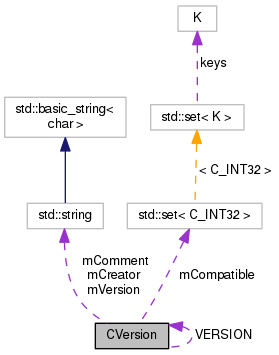 K
keys
std::basic_string<
char >
std::set< K >
< C_INT32 >
std::string
std::set< C_INT32 >
mComment
mCreator
mVersion
mCompatible
CVersion
VERSION